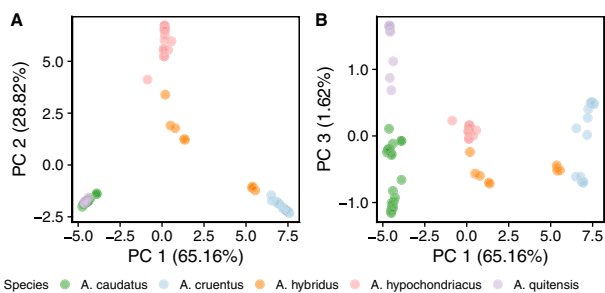 A
B
PC 2 (28.82%)
7.5
5.0
2.5
0.0
−2.5
−5.0 −2.5 0.0 2.5 5.0 7.5
PC 1 (65.16%)
PC 3 (1.62%)
1.0
0.0
−1.0
−5.0 −2.5 0.0 2.5 5.0 7.5
PC 1 (65.16%)
Species A. caudatus A. cruentus A. hybridus A. hypochondriacus A. quitensis